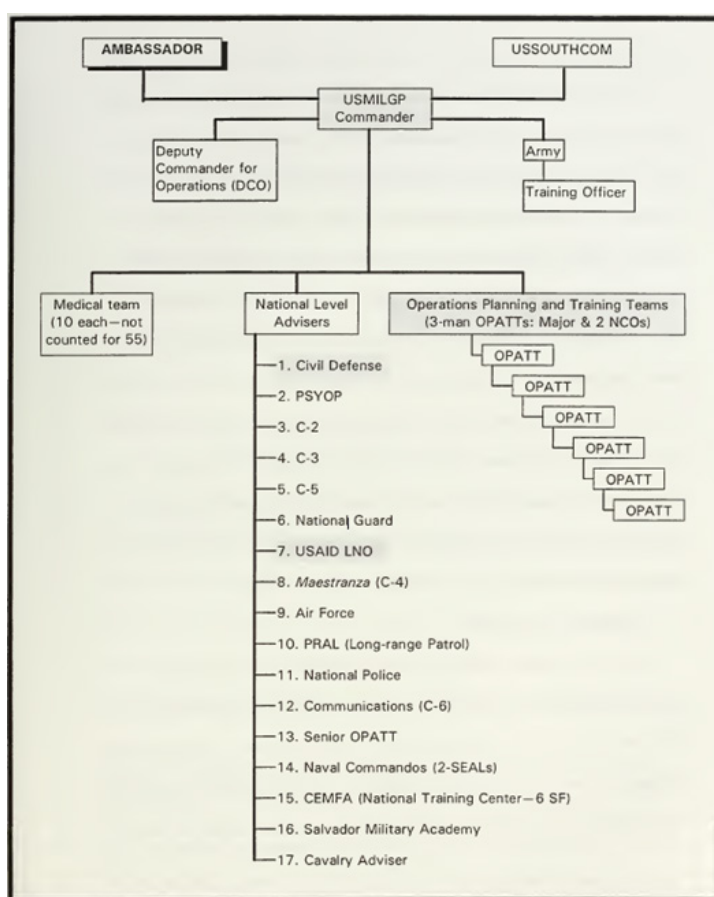 AMBASSADOR
USSOUTHCOM
USMILGP
Commander
Deputy
Commander for
Operations (DCO)
Army
Training Officer
Medical team
(10 each—not
counted for 55)
National Level
Advisers
Operations Planning and Training Teams
(3-man OPATTs: Major & 2 NCOs)
OPATT
OPATT
OPATT
OPATT
OPATT
OPATT
1. Civil Defense
2. PSYOP
3. C-2
4. C-3
5. C-5
6. National Guard
7. USAID LNO
8. Maestranza (C-4)
9. Air Force
10. PRAL (Long-range Patrol)
11. National Police
12. Communications (C-6)
13. Senior OPATT
14. Naval Commandos (2-SEALs)
15. CEMFA (National Training Center—6 SF)
16. Salvador Military Academy
17. Cavalry Adviser